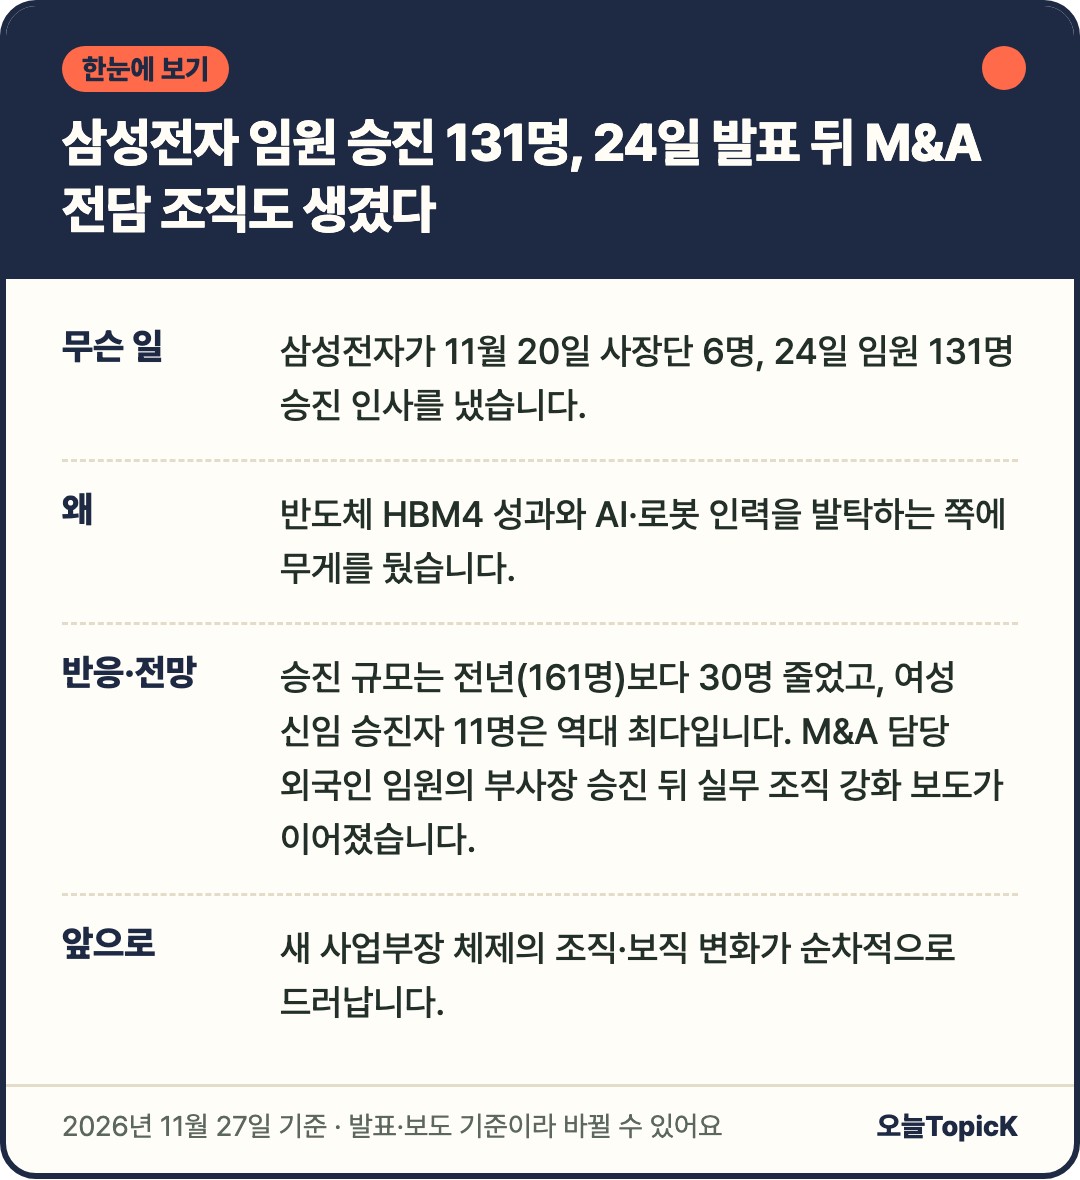 한눈에 보기
삼성전자 임원 승진 131명, 24일 발표 뒤 M&A
전담 조직도 생겼다
무슨 일
삼성전자가 11월 20일 사장단 6명, 24일 임원 131명
승진 인사를 냈습니다.
왜
반도체 HBM4 성과와 AI·로봇 인력을 발탁하는 쪽에
무게를 뒀습니다.
반응·전망
승진 규모는 전년(161명)보다 30명 줄었고, 여성
신임 승진자 11명은 역대 최다입니다. M&A 담당
외국인 임원의 부사장 승진 뒤 실무 조직 강화 보도가
이어졌습니다.
앞으로
새 사업부장 체제의 조직·보직 변화가 순차적으로
드러납니다.
2026년 11월 27일 기준 · 발표·보도 기준이라 바뀔 수 있어요
오늘TopicK